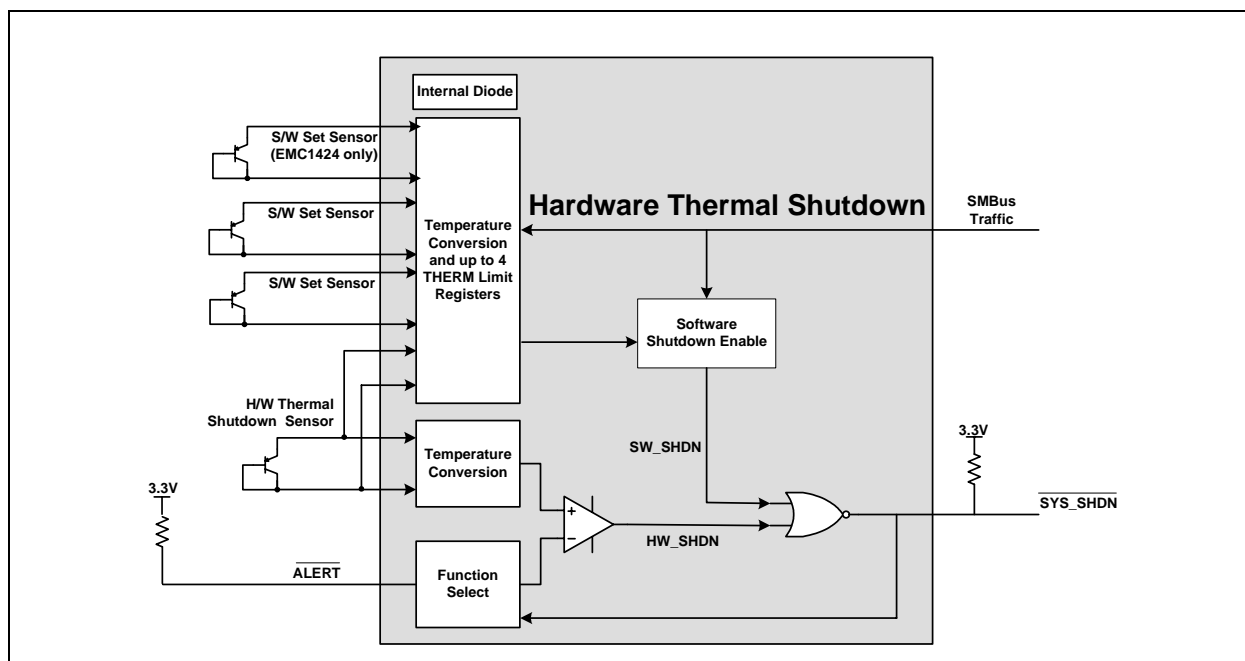 Internal Diode
S/W Set Sensor
(EMC1424 only)
S/W Set Sensor
S/W Set Sensor
Temperature
Conversion
and up to 4
THERM Limit
Registers
Hardware Thermal Shutdown
SMBus
Traffic
Software
Shutdown Enable
H/W Thermal
Shutdown Sensor
Temperature
Conversion
SW_SHDN
3.3V
SYS_SHDN
3.3V
+
−
HW_SHDN
ALERT
Function
Select